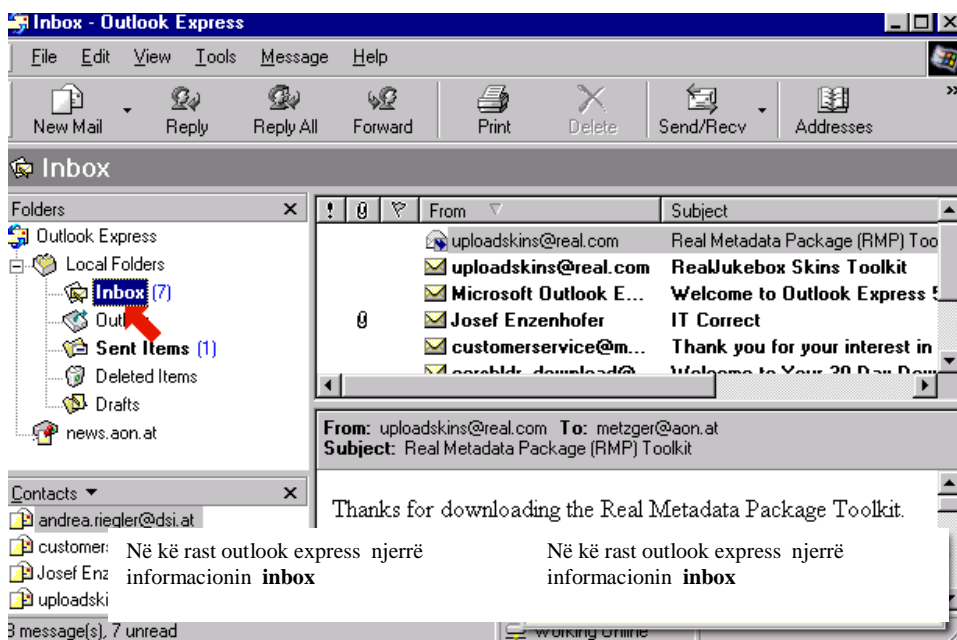 Inbox - Outlook Express
File Edit View Tools Message Help
New Mail Reply Reply All Forward Print Delete Send/Recv Addresses
Inbox
Folders
Outlook Express
Local Folders
Inbox (7)
Sent Items (1)
Deleted Items
Drafts
news.aon.at
! From Subject
uploadskins@real.com Real Metadata Package (RMP) Too
uploadskins@real.com RealJukebox Skins Toolkit
Microsoft Outlook E... Welcome to Outlook Express 5
Josef Enzenhofer IT Correct
customerservice@m... Thank you for your interest in
From: uploadskins@real.com To: metzger@aon.at
Subject: Real Metadata Package (RMP) Toolkit
Thanks for downloading the Real Metadata Package Toolkit.
Contacts
andrea.riegler@dsi.at
customer
Josef Enz
uploadski
Në kë rast outlook express njerrë
informacionin inbox
Në kë rast outlook express njerrë
informacionin inbox
message(s), 7 unread
Working Online